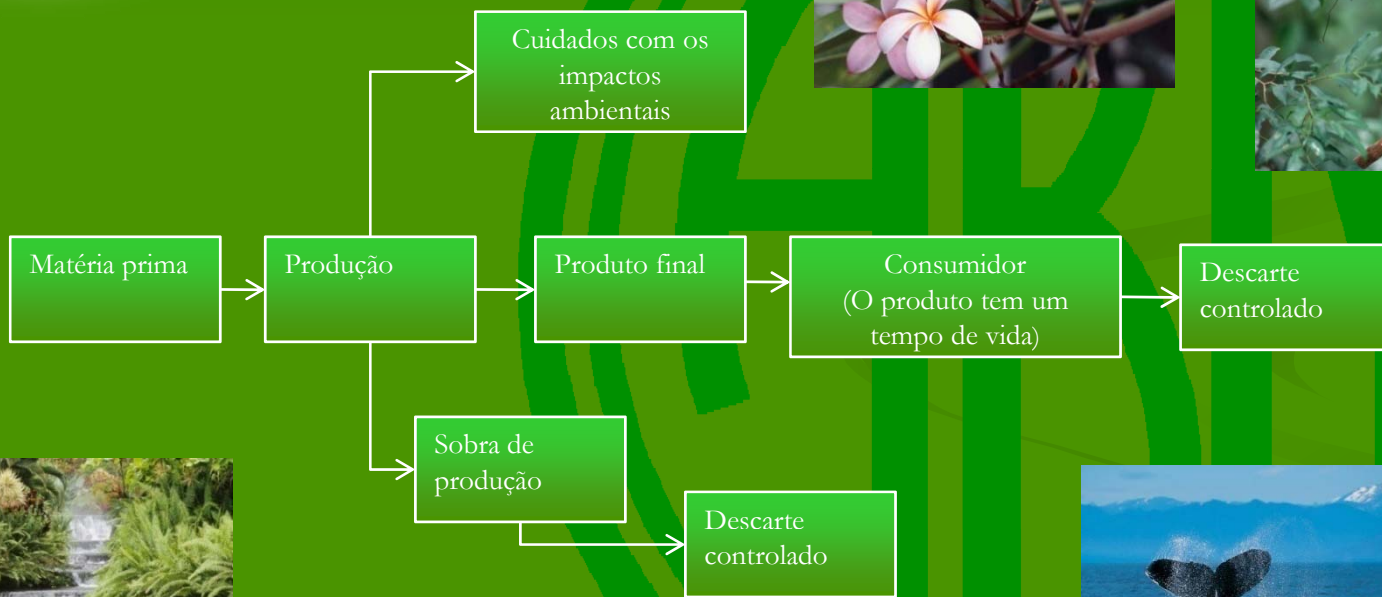 Cuidados com os
impactos
ambientais
Matéria prima
Produção
Produto final
Consumidor
(O produto tem um
tempo de vida)
Descarte
controlado
Sobra de
produção
Descarte
controlado